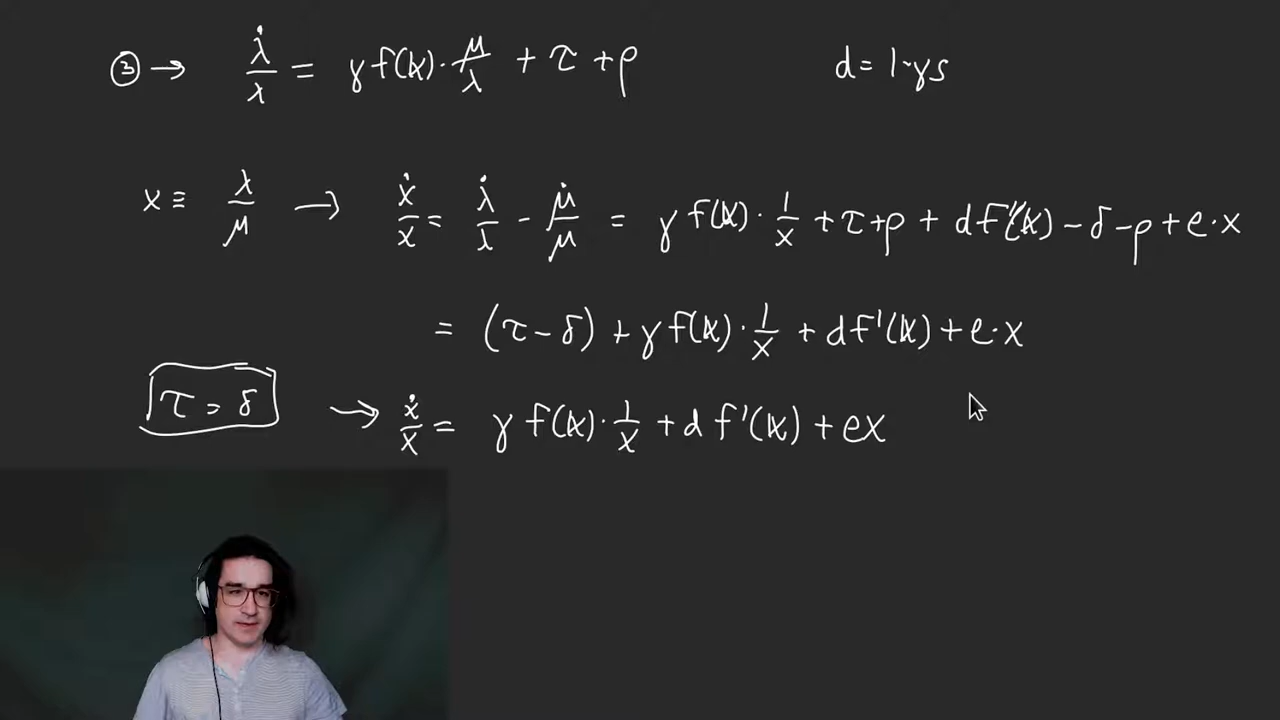 ③ → λ̇/λ = γf(k)·μ/λ + τ + ρ d = 1-γs
x ≡ λ/μ → ẋ/x = λ̇/λ - μ̇/μ = γf(k)·1/x + τ + ρ + df'(k) - δ - ρ + e·x
= (τ - δ) + γf(k)·1/x + df'(k) + e·x
τ = δ → ẋ/x = γf(k)·1/x + df'(k) + ex